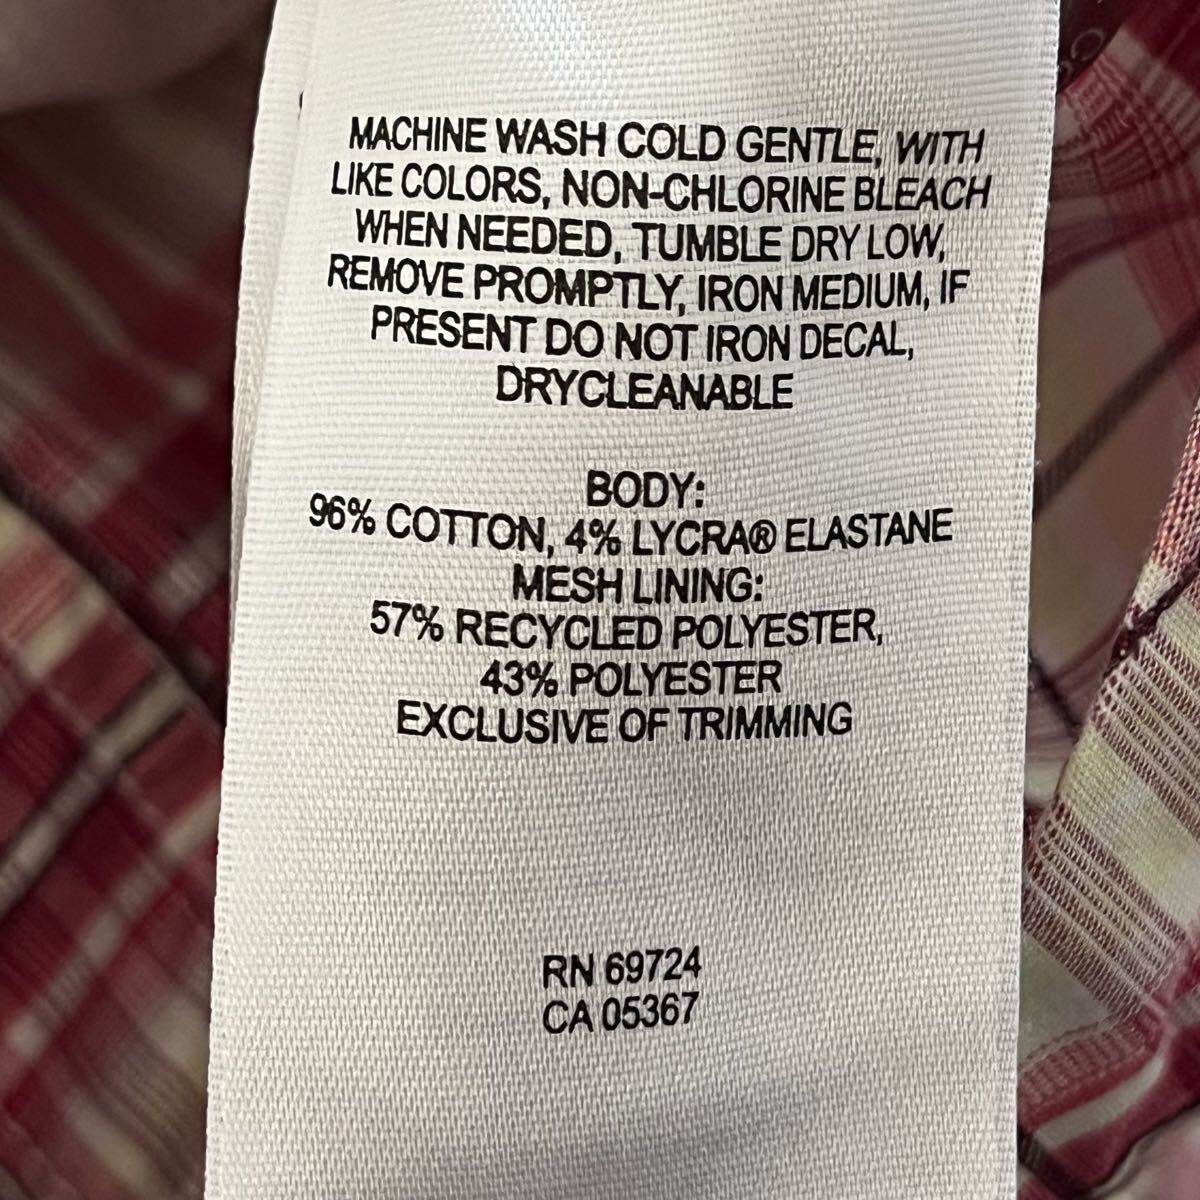 MACHINE WASH COLD GENTLE, WITH
LIKE COLORS, NON-CHLORINE BLEACH
WHEN NEEDED, TUMBLE DRY LOW,
REMOVE PROMPTLY, IRON MEDIUM, IF
PRESENT DO NOT IRON DECAL,
DRYCLEANABLE
BODY:
96% COTTON, 4% LYCRA® ELASTANE
MESH LINING:
57% RECYCLED POLYESTER,
43% POLYESTER
EXCLUSIVE OF TRIMMING
RN 69724
CA 05367